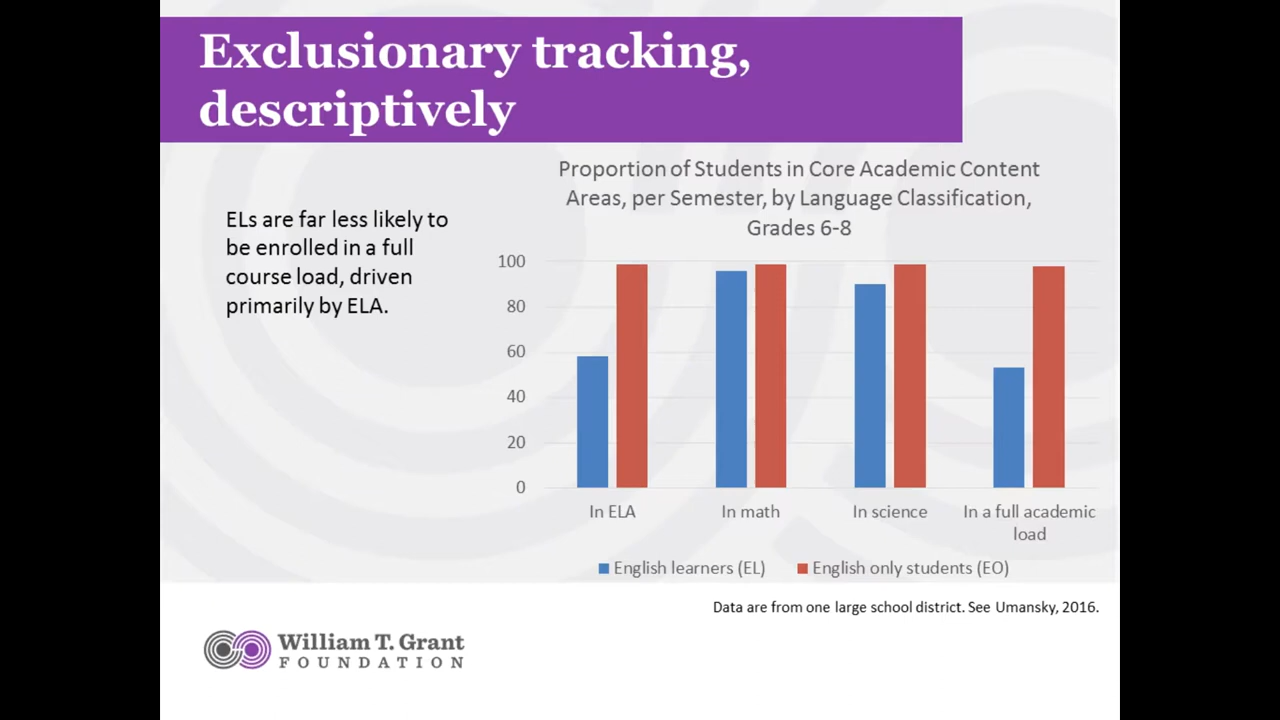 Exclusionary tracking,
descriptively
ELs are far less likely to
be enrolled in a full
course load, driven
primarily by ELA.
Proportion of Students in Core Academic Content
Areas, per Semester, by Language Classification,
Grades 6-8
100
80
60
40
20
0
In ELA
In math
In science
In a full academic
load
English learners (EL)
English only students (EO)
Data are from one large school district. See Umansky, 2016.
William T. Grant
FOUNDATION